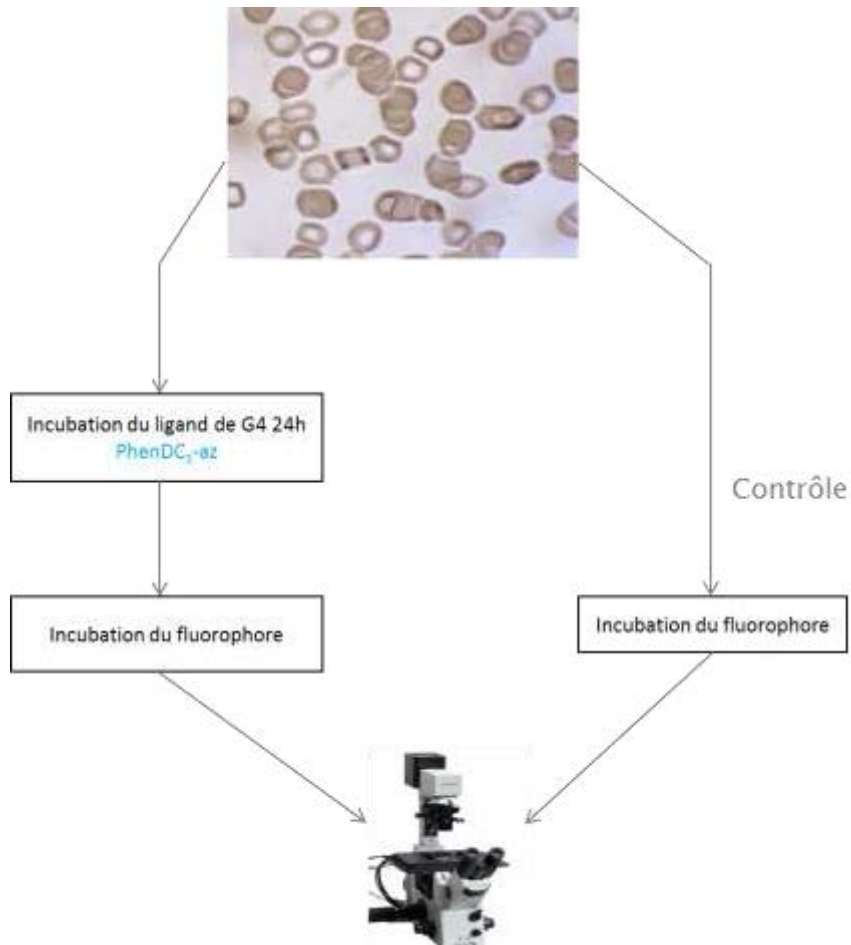 Incubation du ligand de G4 24h
PhenDC₃-az
Contrôle
Incubation du fluorophore
Incubation du fluorophore